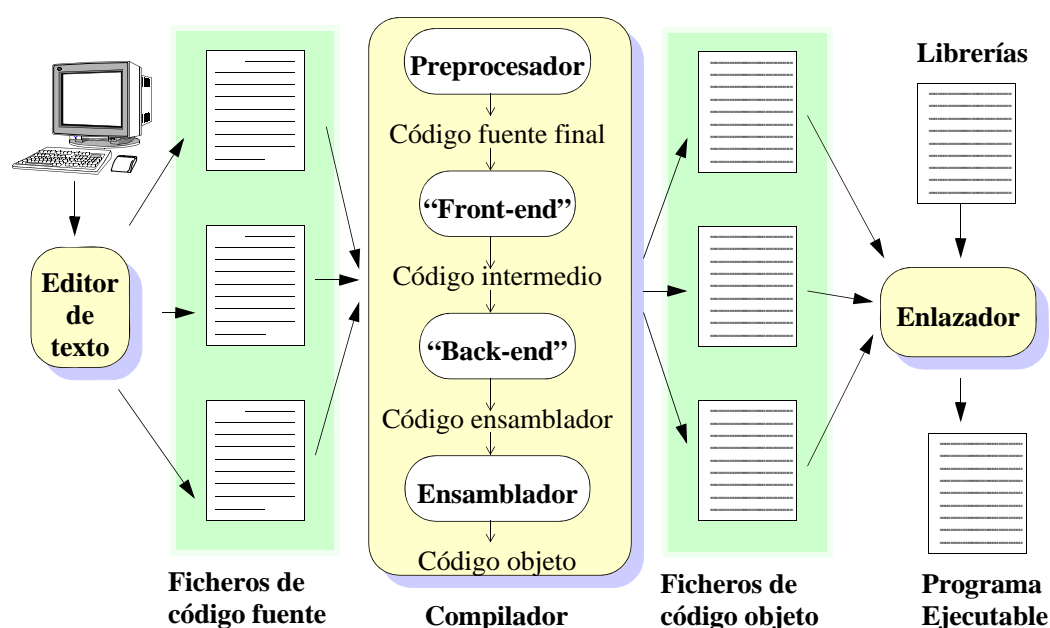 Editor
de
texto
Ficheros de
código fuente
Preprocesador
Código fuente final
“Front-end”
Código intermedio
“Back-end”
Código ensamblador
Ensamblador
Código objeto
Compilador
Ficheros de
código objeto
Librerías
Enlazador
Programa
Ejecutable